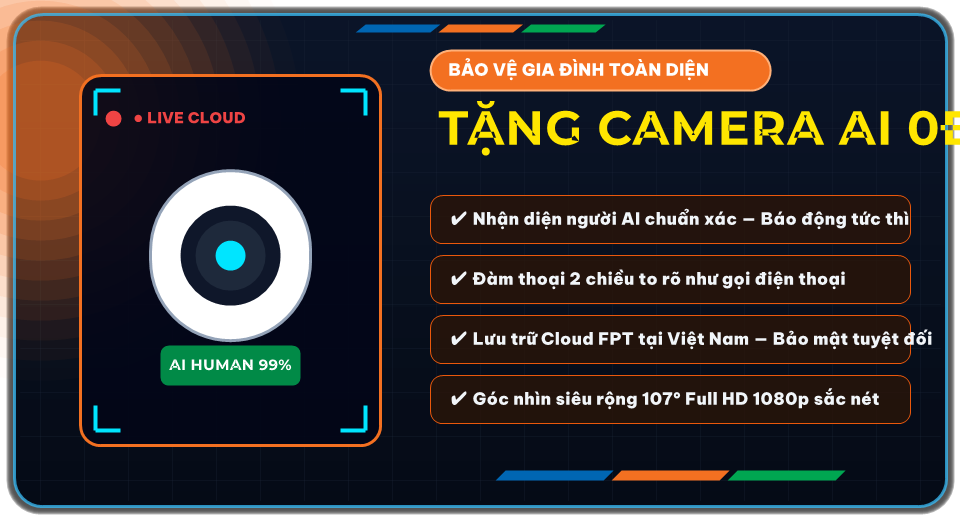 BẢO VỆ GIA ĐÌNH TOÀN DIỆN
TẶNG CAMERA AI 0Đ
• LIVE CLOUD
AI HUMAN 99%
✔ Nhận diện người AI chuẩn xác — Báo động tức thì
✔ Đàm thoại 2 chiều to rõ như gọi điện thoại
✔ Lưu trữ Cloud FPT tại Việt Nam — Bảo mật tuyệt đối
✔ Góc nhìn siêu rộng 107° Full HD 1080p sắc nét